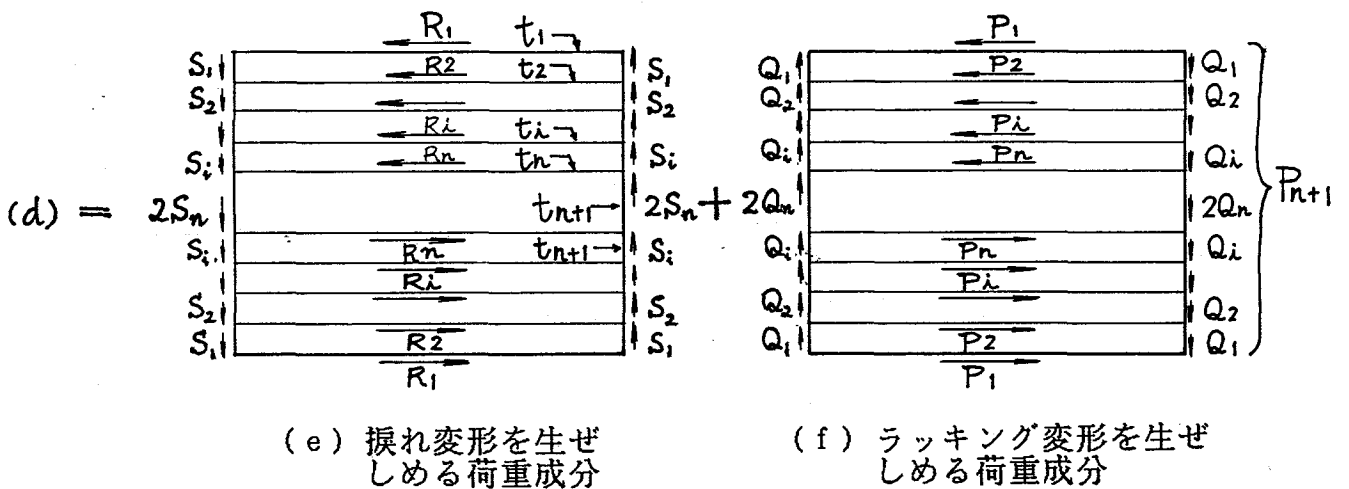 R1 t1 P1
S1 R2 t2 S1 Q1 P2 Q1
S2 S2 Q2 Q2
Ri ti Pi
Si Rn tn Si Qi Pn Qi
(d) = 2Sn tn+1 2Sn + 2Qn 2Qn Pn+1
Si Rn tn+1 Si Qi Pn Qi
Ri Pi
S2 S2 Q2 Q2
S1 R2 S1 Q1 P2 Q1
R1 P1
(e) 捩れ変形を生ぜ
しめる荷重成分
(f) ラッキング変形を生ぜ
しめる荷重成分